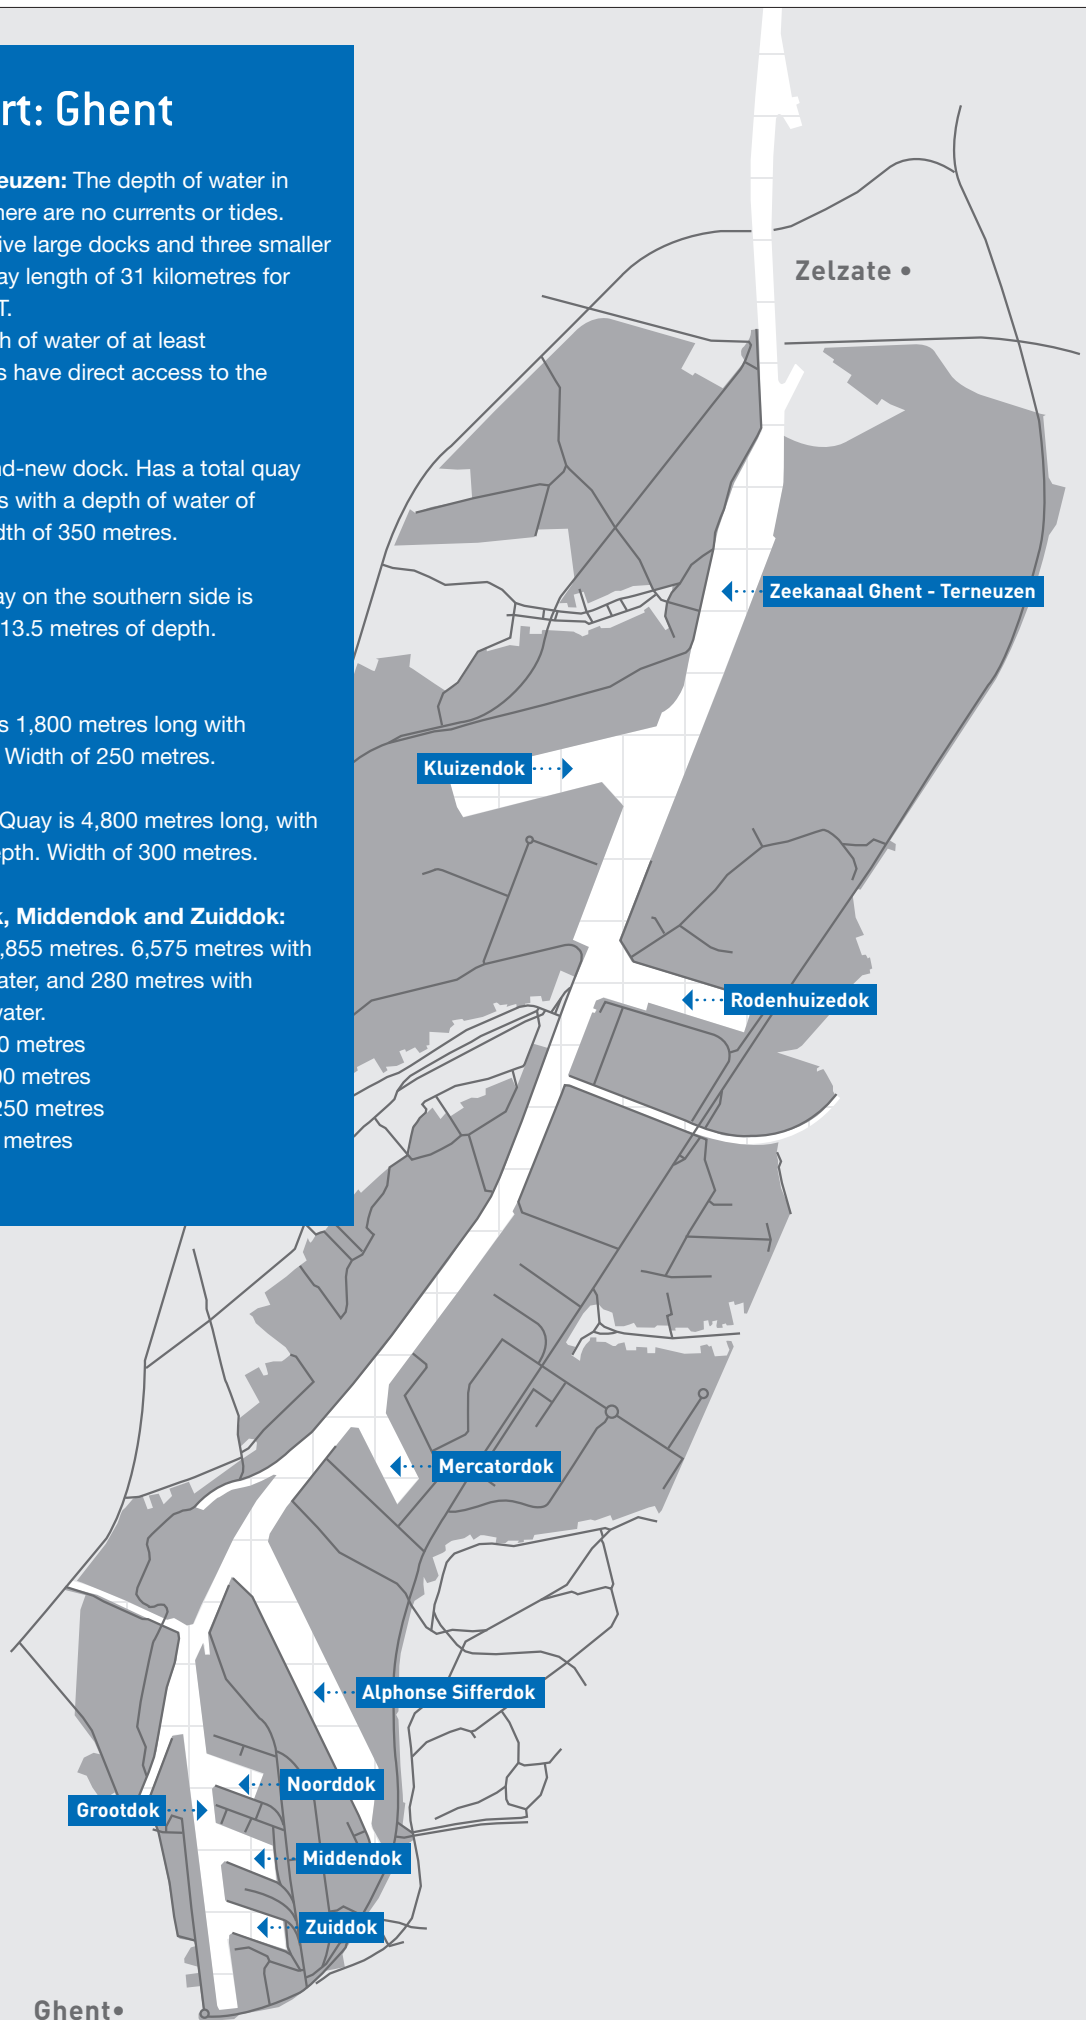 rt: Ghent
euzen: The depth of water in
here are no currents or tides.
ive large docks and three smaller
ay length of 31 kilometres for
T.
h of water of at least
s have direct access to the
nd-new dock. Has a total quay
s with a depth of water of
dth of 350 metres.
ay on the southern side is
13.5 metres of depth.
s 1,800 metres long with
Width of 250 metres.
Quay is 4,800 metres long, with
epth. Width of 300 metres.
k, Middendok and Zuiddok:
,855 metres. 6,575 metres with
ater, and 280 metres with
water.
0 metres
00 metres
250 metres
metres
Zelzate
Zeekanaal Ghent - Terneuzen
Kluizendok
Rodenhuizedok
Mercatordok
Alphonse Sifferdok
Noorddok
Grootdok
Middendok
Zuiddok
Ghent